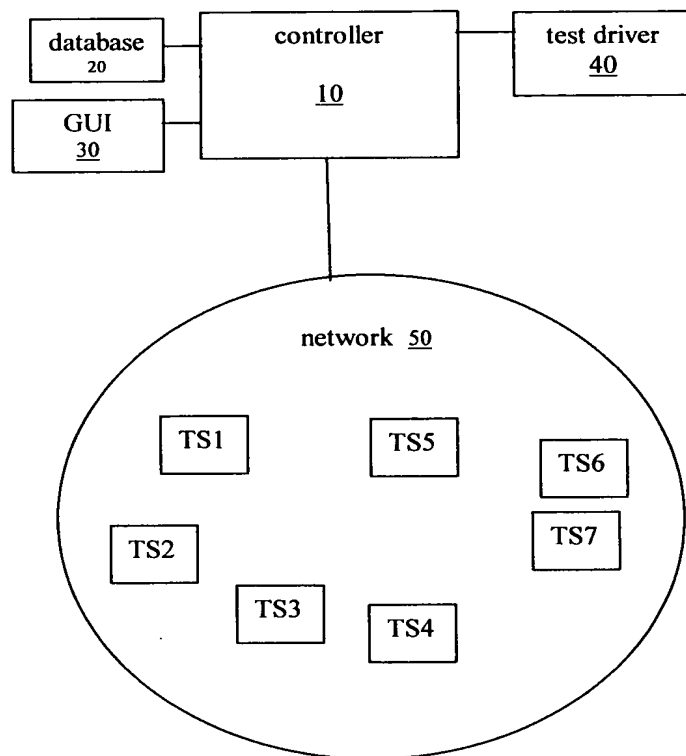 database
20
controller
10
test driver
40
GUI
30
network 50
TS1
TS5
TS6
TS2
TS7
TS3
TS4